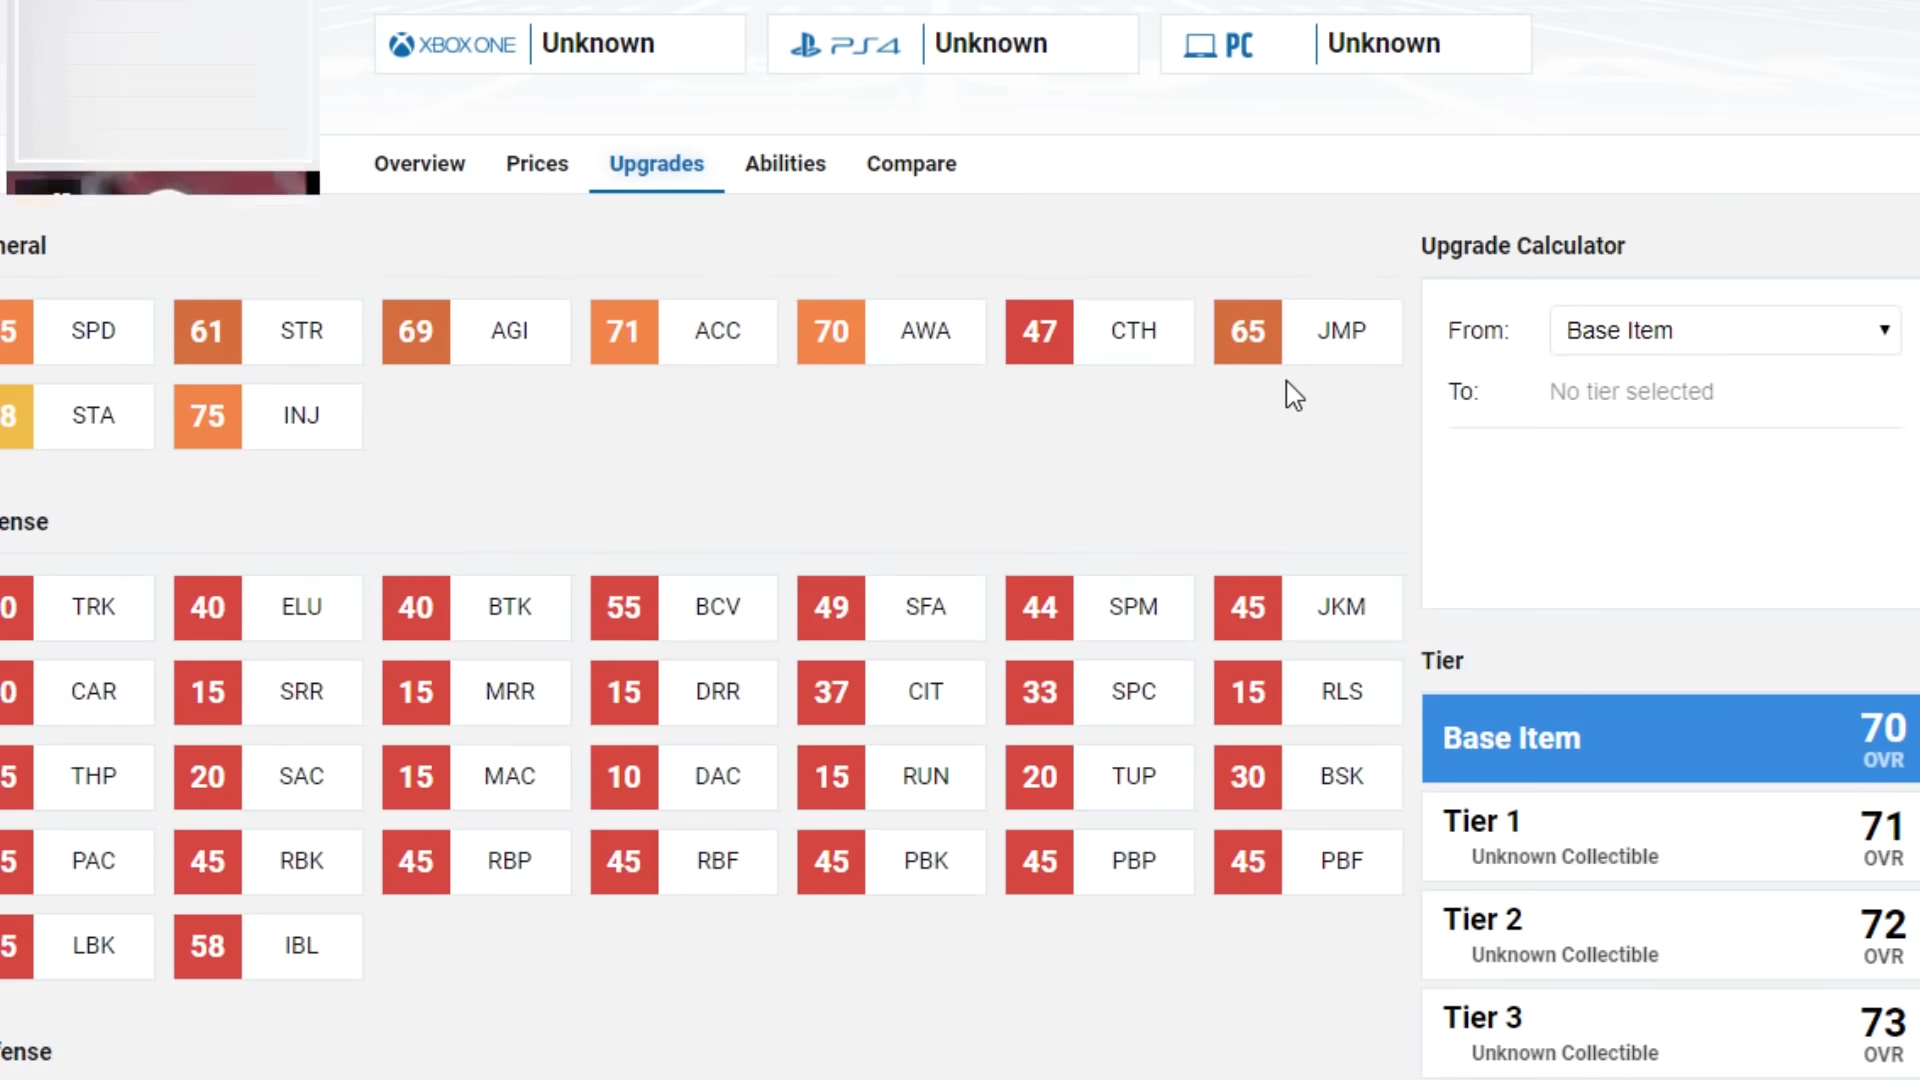 XBOX ONE Unknown PS4 Unknown PC Unknown
Overview Prices Upgrades Abilities Compare
neral
5 SPD 61 STR 69 AGI 71 ACC 70 AWA 47 CTH 65 JMP
8 STA 75 INJ
ense
0 TRK 40 ELU 40 BTK 55 BCV 49 SFA 44 SPM 45 JKM
0 CAR 15 SRR 15 MRR 15 DRR 37 CIT 33 SPC 15 RLS
5 THP 20 SAC 15 MAC 10 DAC 15 RUN 20 TUP 30 BSK
5 PAC 45 RBK 45 RBP 45 RBF 45 PBK 45 PBP 45 PBF
5 LBK 58 IBL
ense
Upgrade Calculator
From: Base Item
To: No tier selected
Tier
Base Item 70
OVR
Tier 1 71
Unknown Collectible OVR
Tier 2 72
Unknown Collectible OVR
Tier 3 73
Unknown Collectible OVR